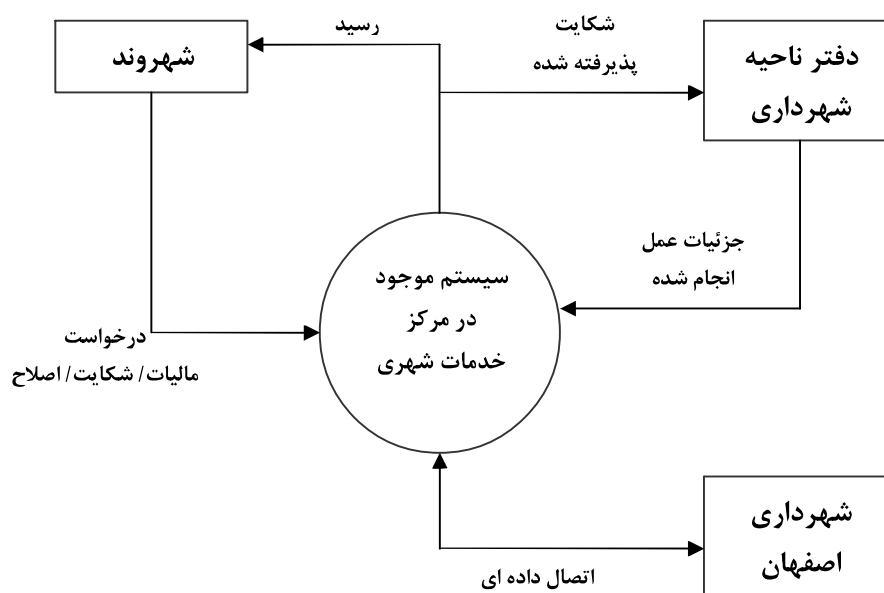 شهروند
رسید
شکایت
پذیرفته شده
دفتر ناحیه
شهرداری
جزئیات عمل
انجام شده
سیستم موجود
در مرکز
خدمات شهری
درخواست
مالیات/ شکایت/ اصلاح
شهرداری
اصفهان
اتصال داده ای